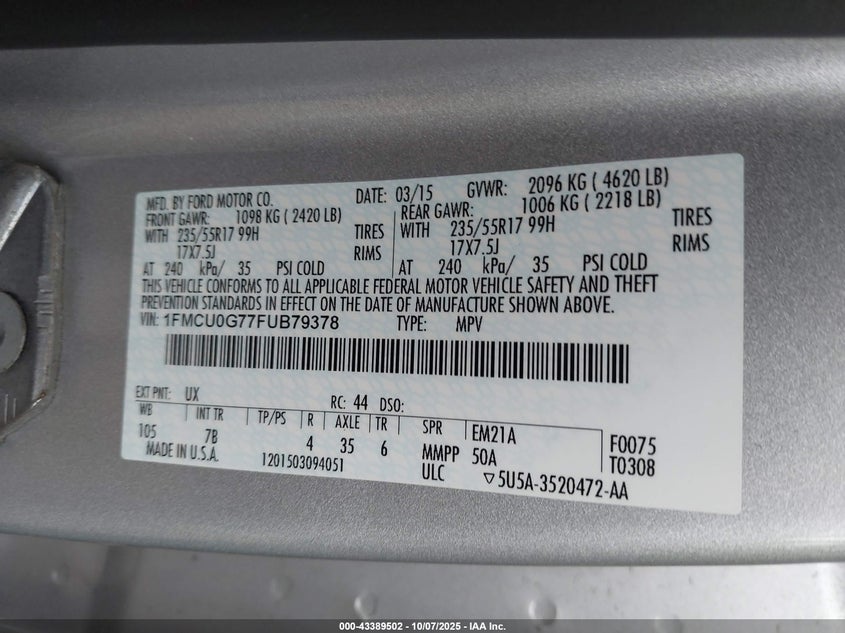 MFD. BY FORD MOTOR CO. DATE: 03/15 GVWR: 2096 KG ( 4620 LB)
FRONT GAWR: 1098 KG ( 2420 LB) REAR GAWR: 1006 KG ( 2218 LB)
WITH 235/55R17 99H TIRES WITH 235/55R17 99H TIRES
17X7.5J RIMS 17X7.5J RIMS
AT 240 kPa/ 35 PSI COLD AT 240 kPa/ 35 PSI COLD
THIS VEHICLE CONFORMS TO ALL APPLICABLE FEDERAL MOTOR VEHICLE SAFETY AND THEFT
PREVENTION STANDARDS IN EFFECT ON THE DATE OF MANUFACTURE SHOWN ABOVE.
VIN: 1FMCU0G77FUB79378 TYPE: MPV
EXT PNT: UX RC: 44 DSO:
WB INT TR TP/PS R AXLE TR SPR EM21A F0075
105 7B 4 35 6 MMPP 50A T0308
MADE IN U.S.A. 1201503094051 ULC ▽5U5A-3520472-AA
000-43389502 - 10/07/2025 - IAA Inc.